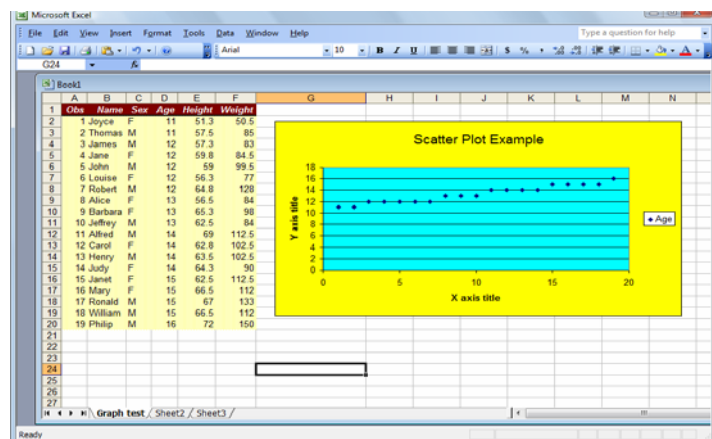 Microsoft Excel
File Edit View Insert Format Tools Data Window Help Type a question for help
Arial 10 B I U $ % ,
G24 fx
Book1
A B C D E F G H I J K L M N
1 Obs Name Sex Age Height Weight
2 1 Joyce F 11 51.3 50.5
3 2 Thomas M 11 57.5 85
4 3 James M 12 57.3 83
5 4 Jane F 12 59.8 84.5
6 5 John M 12 59 99.5
7 6 Louise F 12 56.3 77
8 7 Robert M 12 64.8 128
9 8 Alice F 13 56.5 84
10 9 Barbara F 13 65.3 98
11 10 Jeffrey M 13 62.5 84
12 11 Alfred M 14 69 112.5
13 12 Carol F 14 62.8 102.5
14 13 Henry M 14 63.5 102.5
15 14 Judy F 14 64.3 90
16 15 Janet F 15 62.5 112.5
17 16 Mary F 15 66.5 112
18 17 Ronald M 15 67 133
19 18 William M 15 66.5 112
20 19 Philip M 16 72 150
21
22
23
24
25
26
27
Scatter Plot Example
18
16
14
12
10
8
6
4
2
0
Y axis title
0 5 10 15 20
X axis title
Age
Graph test Sheet2 Sheet3
Ready